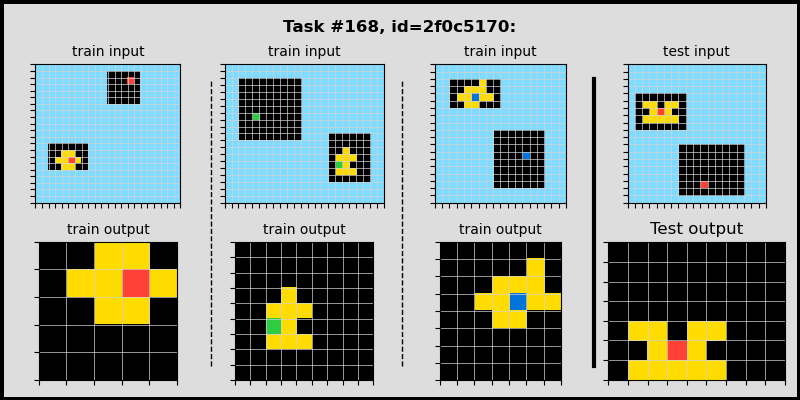 Task #168, id=2f0c5170:
train input
train input
train input
test input
train output
train output
train output
Test output